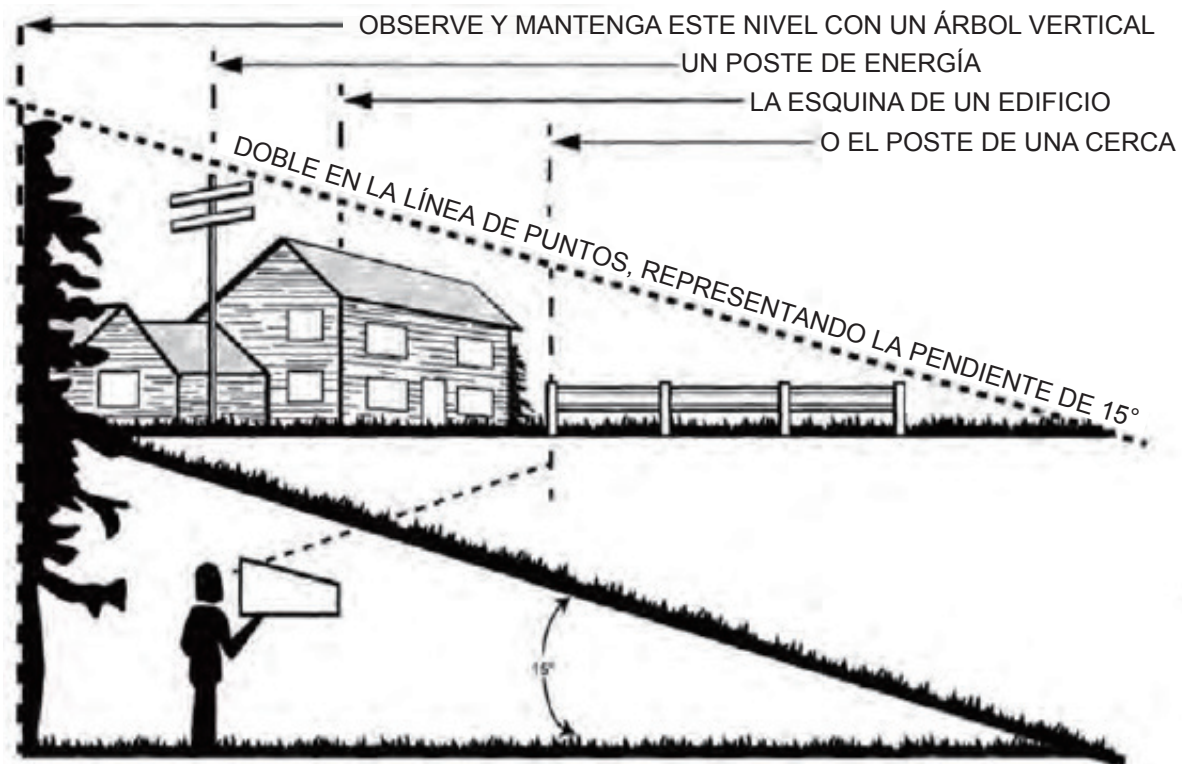 OBSERVE Y MANTENGA ESTE NIVEL CON UN ÁRBOL VERTICAL
UN POSTE DE ENERGÍA
LA ESQUINA DE UN EDIFICIO
O EL POSTE DE UNA CERCA
DOBLE EN LA LÍNEA DE PUNTOS, REPRESENTANDO LA PENDIENTE DE 15°
15°